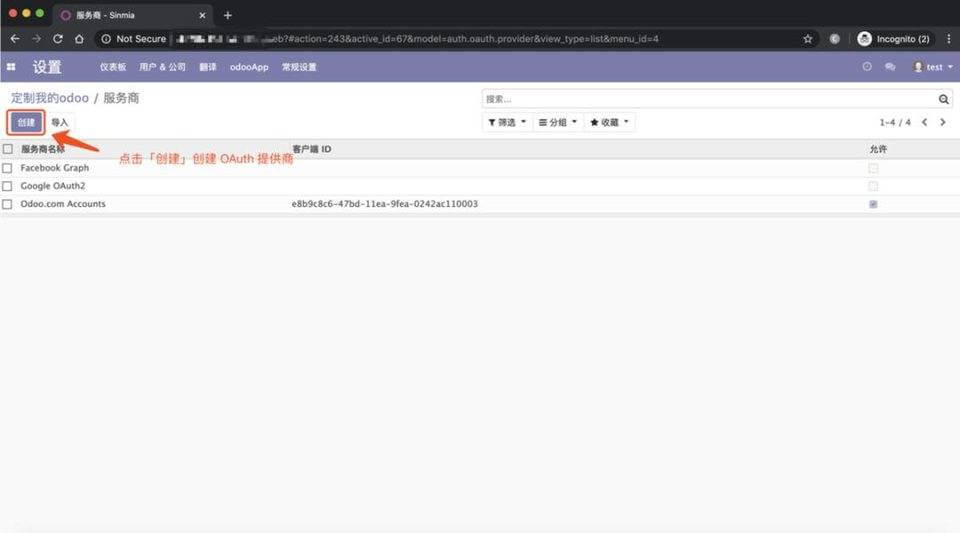 服务商 - Sinmia
Not Secure eb?#action=243&active_id=67&model=auth.oauth.provider&view_type=list&menu_id=4 Incognito (2)
设置 仪表板 用户 & 公司 翻译 odooApp 常规设置 test
定制我的odoo / 服务商 搜索...
创建 导入 筛选 分组 收藏 1-4 / 4
服务商名称 客户端 ID 允许
点击「创建」创建 OAuth 提供商
Facebook Graph
Google OAuth2
Odoo.com Accounts e8b9c8c6-47bd-11ea-9fea-0242ac110003